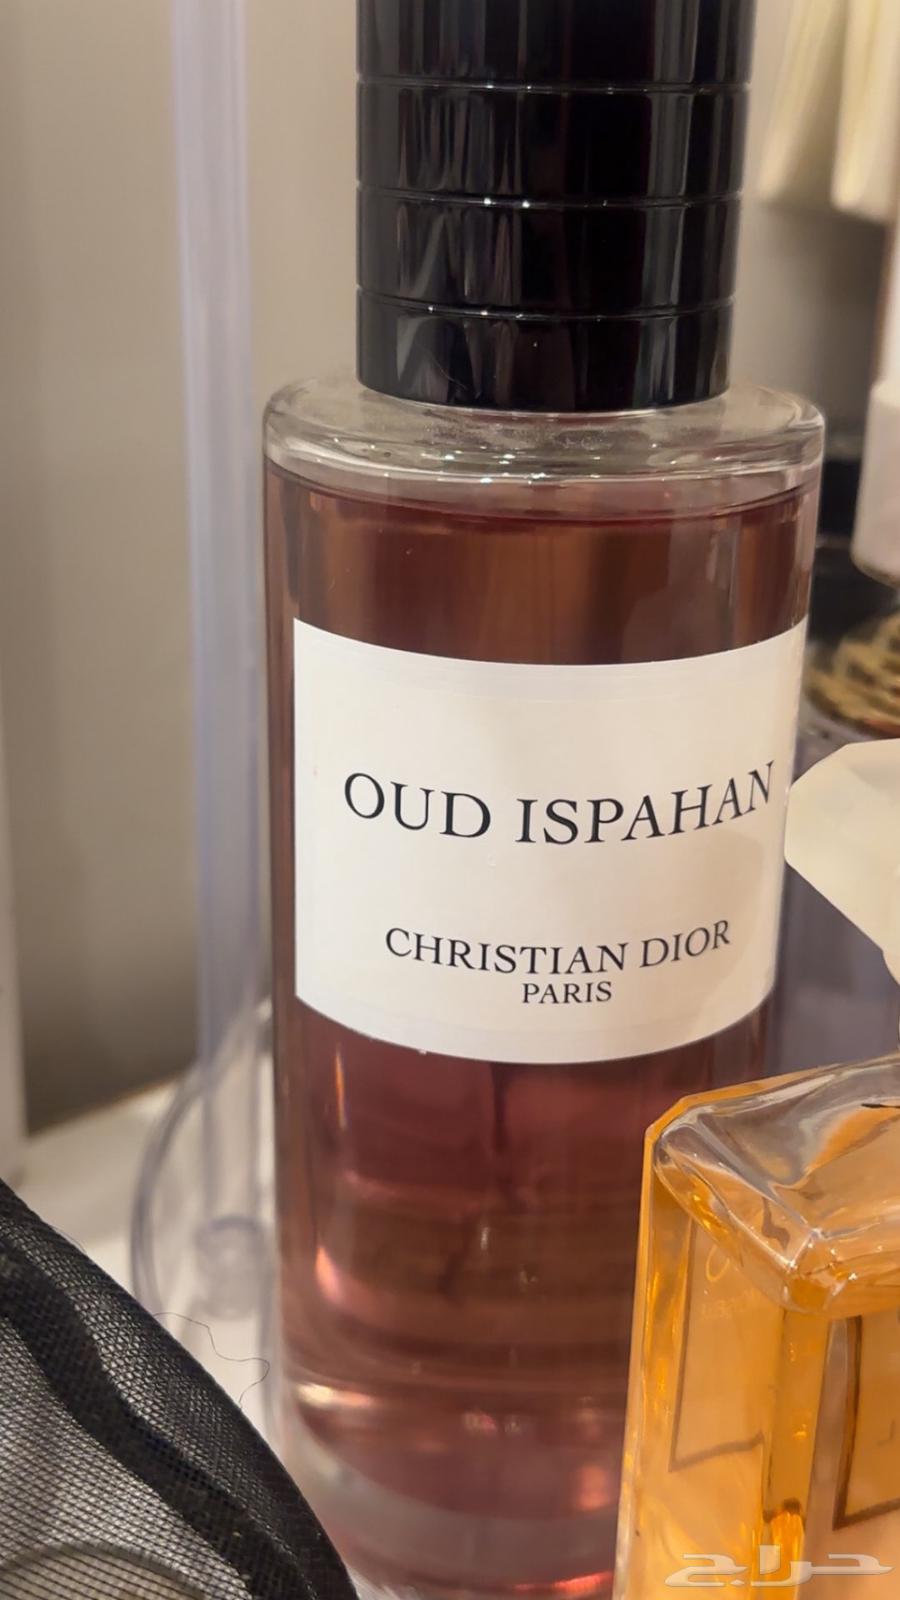 OUD ISPAHAN
CHRISTIAN DIOR
PARIS
حراج